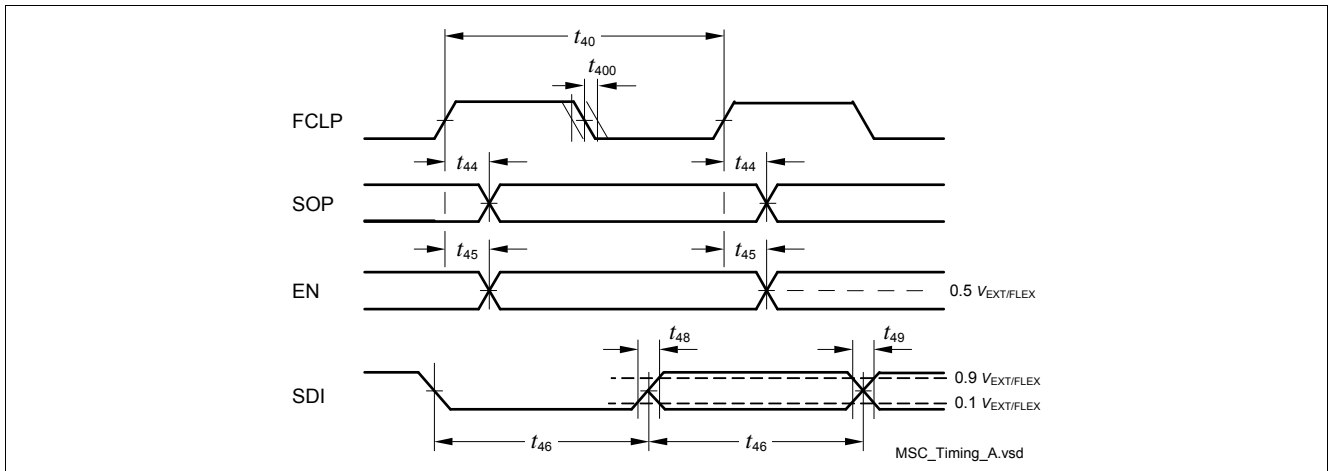 t40
t400
FCLP
t44 t44
SOP
t45 t45
EN
0.5 VEXT/FLEX
t48 t49
0.9 VEXT/FLEX
SDI
0.1 VEXT/FLEX
t46 t46
MSC_Timing_A.vsd